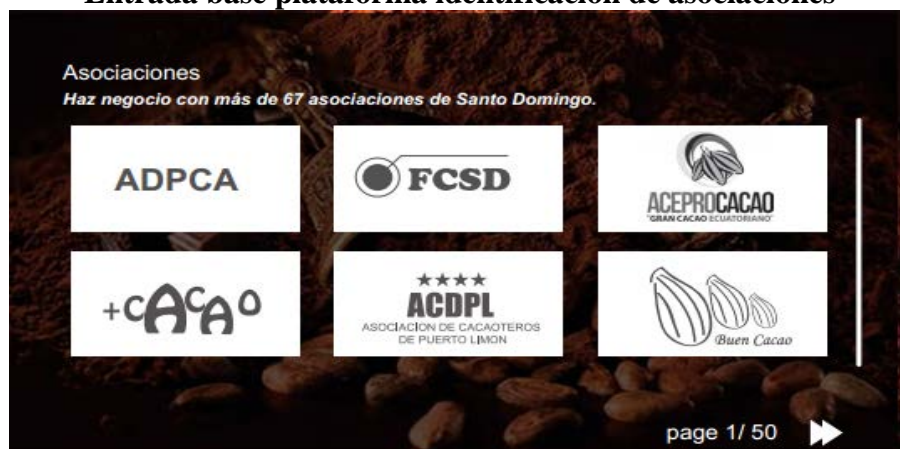 Entrada base plataforma identificación de asociaciones
Asociaciones
Haz negocio con más de 67 asociaciones de Santo Domingo.
ADPCA
FCSD
ACEPROCACAO
"GRAN CACAO ECUATORIANO"
+CACAO
ACDPL
ASOCIACION DE CACAOTEROS
DE PUERTO LIMON
Buen Cacao
page 1/ 50